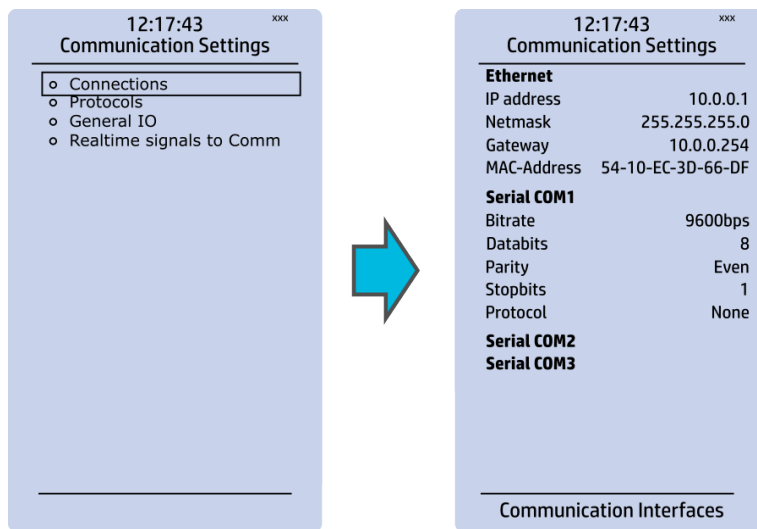 12:17:43 xxx
Communication Settings
Connections
Protocols
General IO
Realtime signals to Comm
12:17:43 xxx
Communication Settings
Ethernet
IP address 10.0.0.1
Netmask 255.255.255.0
Gateway 10.0.0.254
MAC-Address 54-10-EC-3D-66-DF
Serial COM1
Bitrate 9600bps
Databits 8
Parity Even
Stopbits 1
Protocol None
Serial COM2
Serial COM3
Communication Interfaces